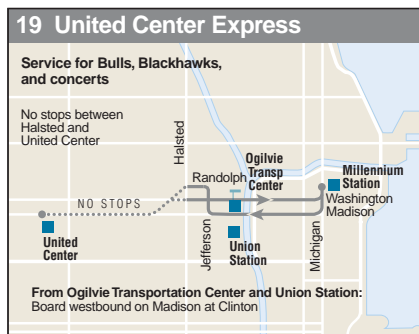 19 United Center Express
Service for Bulls, Blackhawks,
and concerts
No stops between
Halsted and
United Center
Halsted
Randolph
Ogilvie
Transp
Center
Millennium
Station
Washington
Madison
NO STOPS
United
Center
Jefferson
Union
Station
Michigan
From Ogilvie Transportation Center and Union Station:
Board westbound on Madison at Clinton